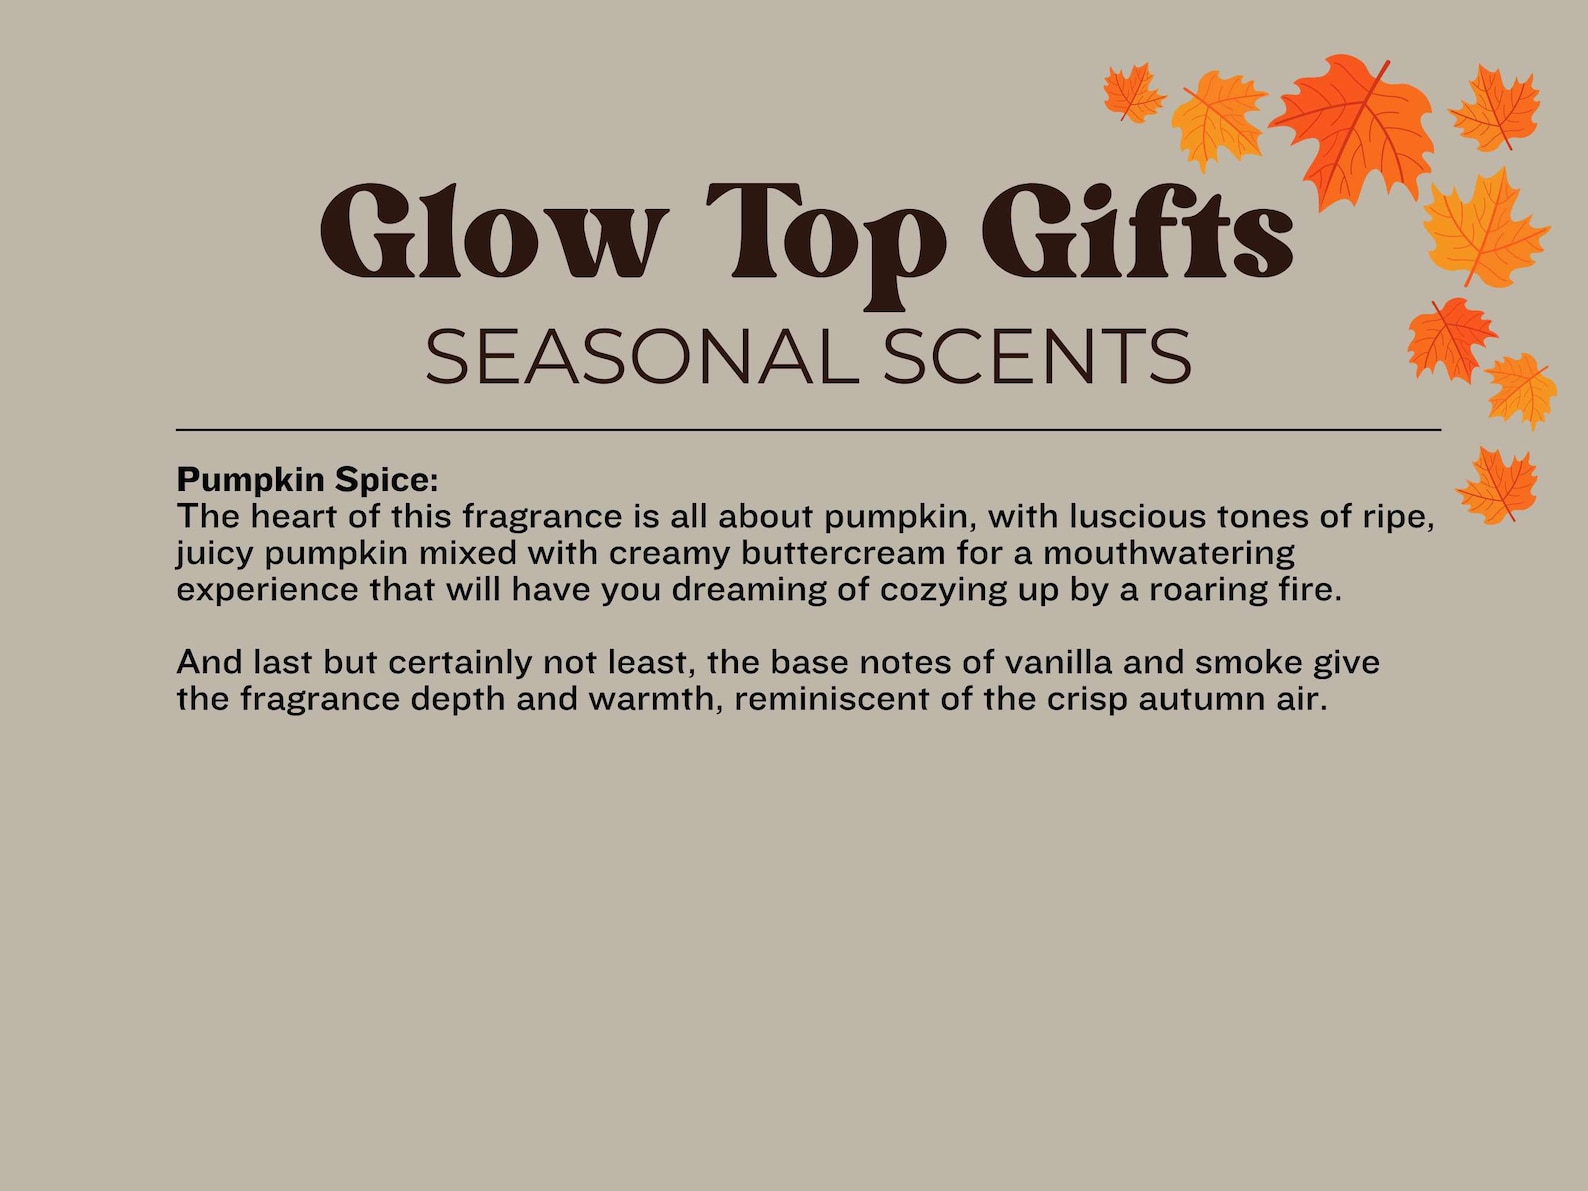 Glow Top Gifts
SEASONAL SCENTS
Pumpkin Spice:
The heart of this fragrance is all about pumpkin, with luscious tones of ripe,
juicy pumpkin mixed with creamy buttercream for a mouthwatering
experience that will have you dreaming of cozying up by a roaring fire.
And last but certainly not least, the base notes of vanilla and smoke give
the fragrance depth and warmth, reminiscent of the crisp autumn air.